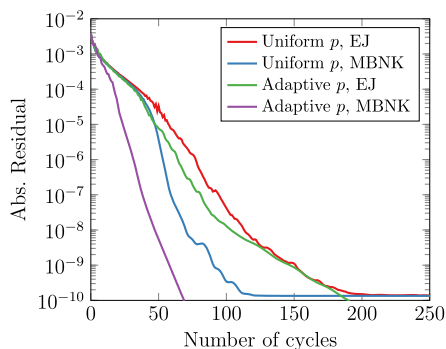 10−2
10−3
10−4
10−5
10−6
10−7
10−8
10−9
10−10
Abs. Residual
Uniform p, EJ
Uniform p, MBNK
Adaptive p, EJ
Adaptive p, MBNK
0 50 100 150 200 250
Number of cycles